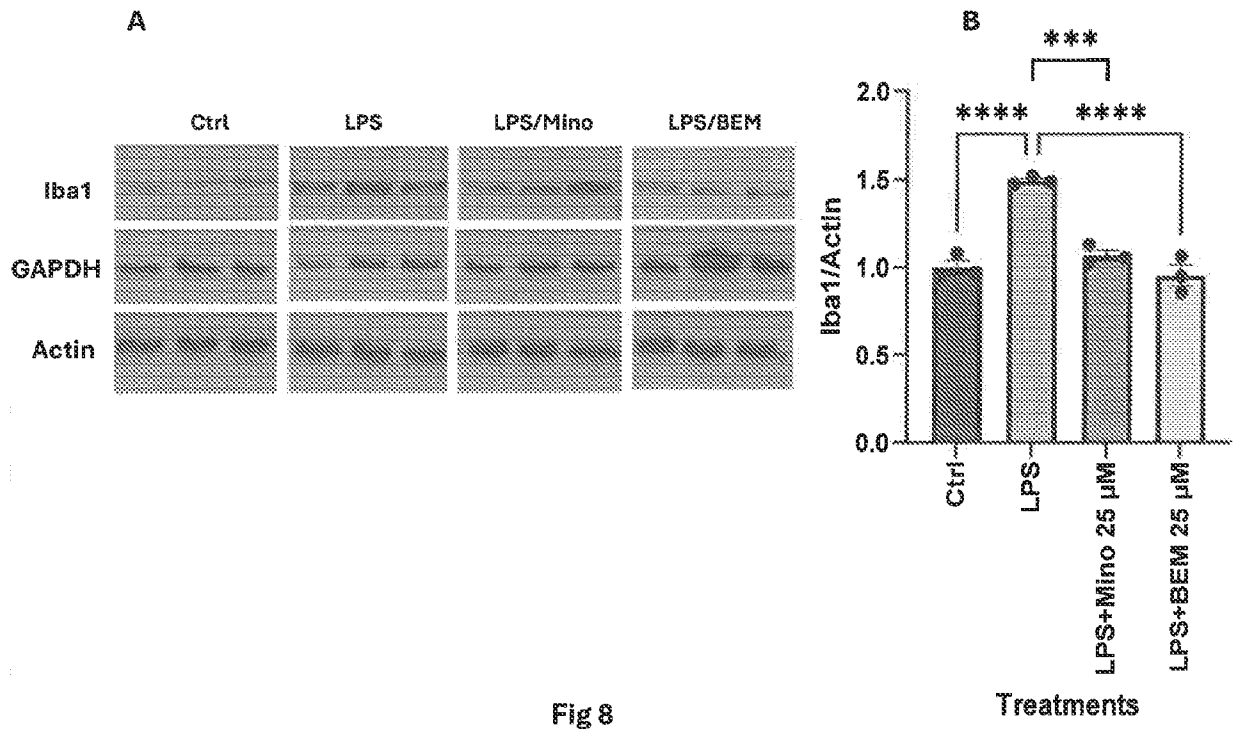 A
Ctrl LPS LPS/Mino LPS/BEM
Iba1
GAPDH
Actin
B
***
**** ****
2.0
1.5
1.0
0.5
0.0
Iba1/Actin
Ctrl
LPS
LPS+Mino 25 µM
LPS+BEM 25 µM
Treatments
Fig 8